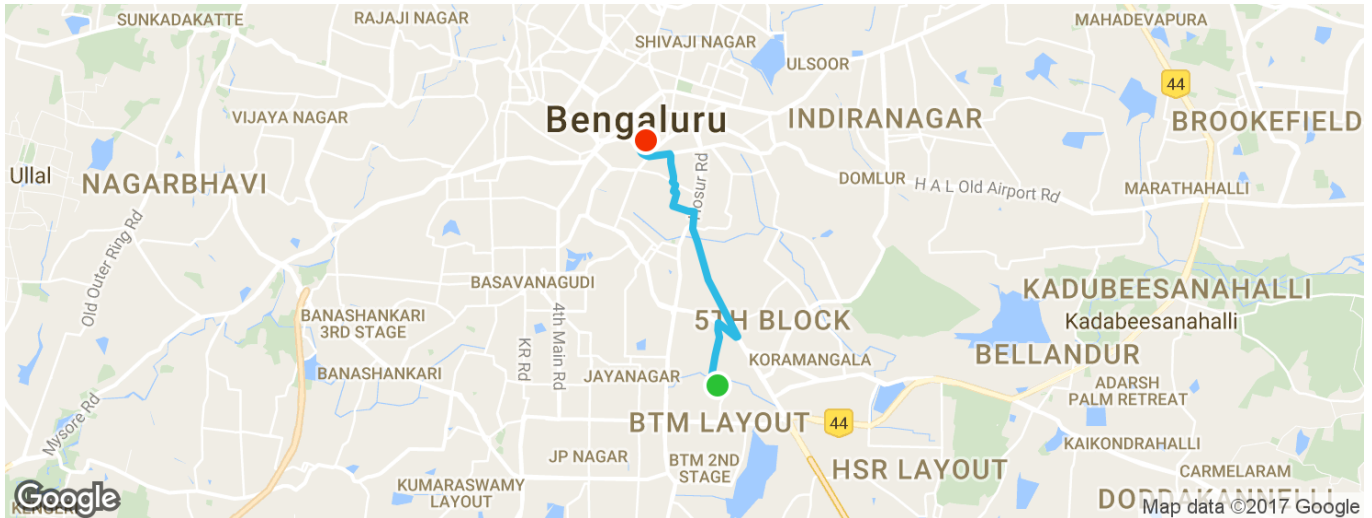 SUNKADAKATTE
RAJAJI NAGAR
MAHADEVAPURA
SHIVAJI NAGAR
ULSOOR
44
VIJAYA NAGAR
Bengaluru
INDIRANAGAR
BROOKEFIELD
Ullal
NAGARBHAVI
Hosur Rd
DOMLUR
H A L Old Airport Rd
MARATHAHALLI
Old Outer Ring Rd
BASAVANAGUDI
KADUBEESANAHALLI
BANASHANKARI
3RD STAGE
4th Main Rd
5TH BLOCK
Kadabeesanahalli
KR Rd
KORAMANGALA
BELLANDUR
BANASHANKARI
JAYANAGAR
ADARSH
PALM RETREAT
Mysore Rd
BTM LAYOUT
44
KAIKONDRAHALLI
JP NAGAR
BTM 2ND
STAGE
HSR LAYOUT
CARMELARAM
KUMARASWAMY
LAYOUT
Google
KENGERI
DODDAKANNELLI
Map data ©2017 Google